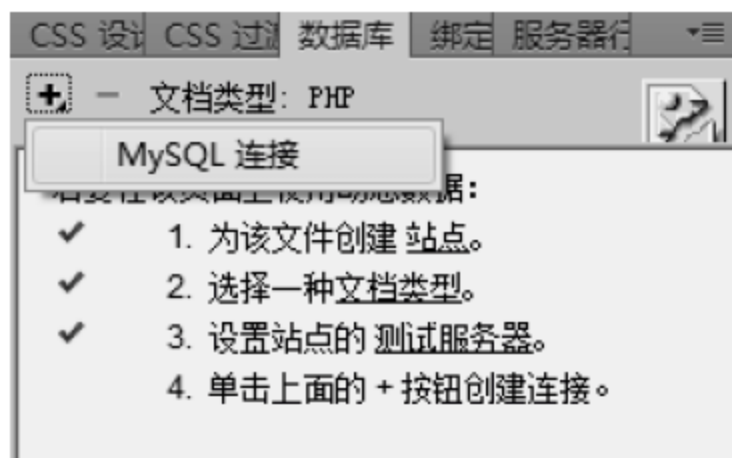 CSS 设 CSS 过 数据库 绑定 服务器行
+ − 文档类型: PHP
MySQL 连接
✔ 1. 为该文件创建 站点。
✔ 2. 选择一种文档类型。
✔ 3. 设置站点的 测试服务器。
4. 单击上面的 + 按钮创建连接。